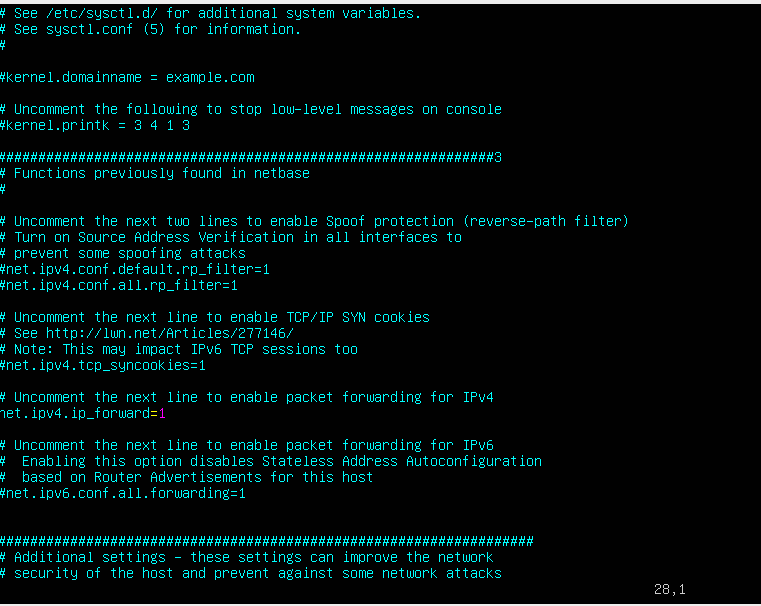 # See /etc/sysctl.d/ for additional system variables.
# See sysctl.conf (5) for information.
#
#kernel.domainname = example.com
# Uncomment the following to stop low-level messages on console
#kernel.printk = 3 4 1 3
##############################################################3
# Functions previously found in netbase
#
# Uncomment the next two lines to enable Spoof protection (reverse-path filter)
# Turn on Source Address Verification in all interfaces to
# prevent some spoofing attacks
#net.ipv4.conf.default.rp_filter=1
#net.ipv4.conf.all.rp_filter=1
# Uncomment the next line to enable TCP/IP SYN cookies
# See http://lwn.net/Articles/277146/
# Note: This may impact IPv6 TCP sessions too
#net.ipv4.tcp_syncookies=1
# Uncomment the next line to enable packet forwarding for IPv4
net.ipv4.ip_forward=1
# Uncomment the next line to enable packet forwarding for IPv6
#  Enabling this option disables Stateless Address Autoconfiguration
#  based on Router Advertisements for this host
#net.ipv6.conf.all.forwarding=1
###################################################################
# Additional settings - these settings can improve the network
# security of the host and prevent against some network attacks
28,1